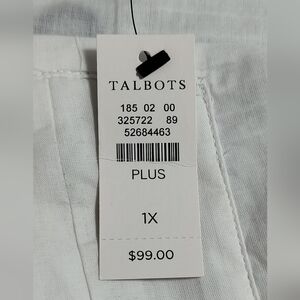 TALBOTS
185 02 00
325722 89
52684463
PLUS
1X
$99.00